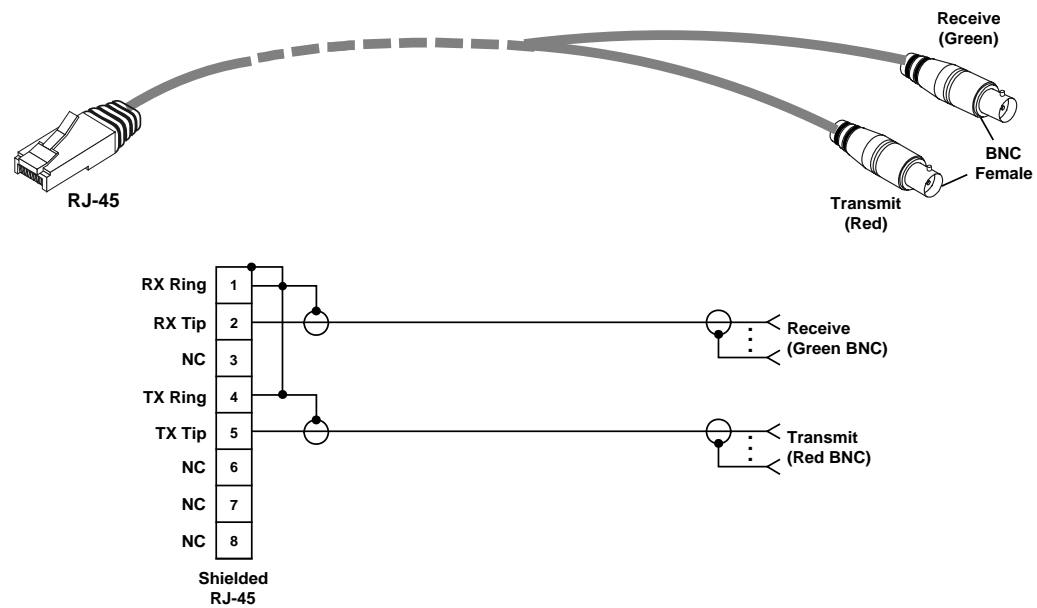 Receive
(Green)
BNC
Female
RJ-45
Transmit
(Red)
RX Ring 1
RX Tip 2
Receive
(Green BNC)
NC 3
TX Ring 4
TX Tip 5
Transmit
(Red BNC)
NC 6
NC 7
NC 8
Shielded
RJ-45